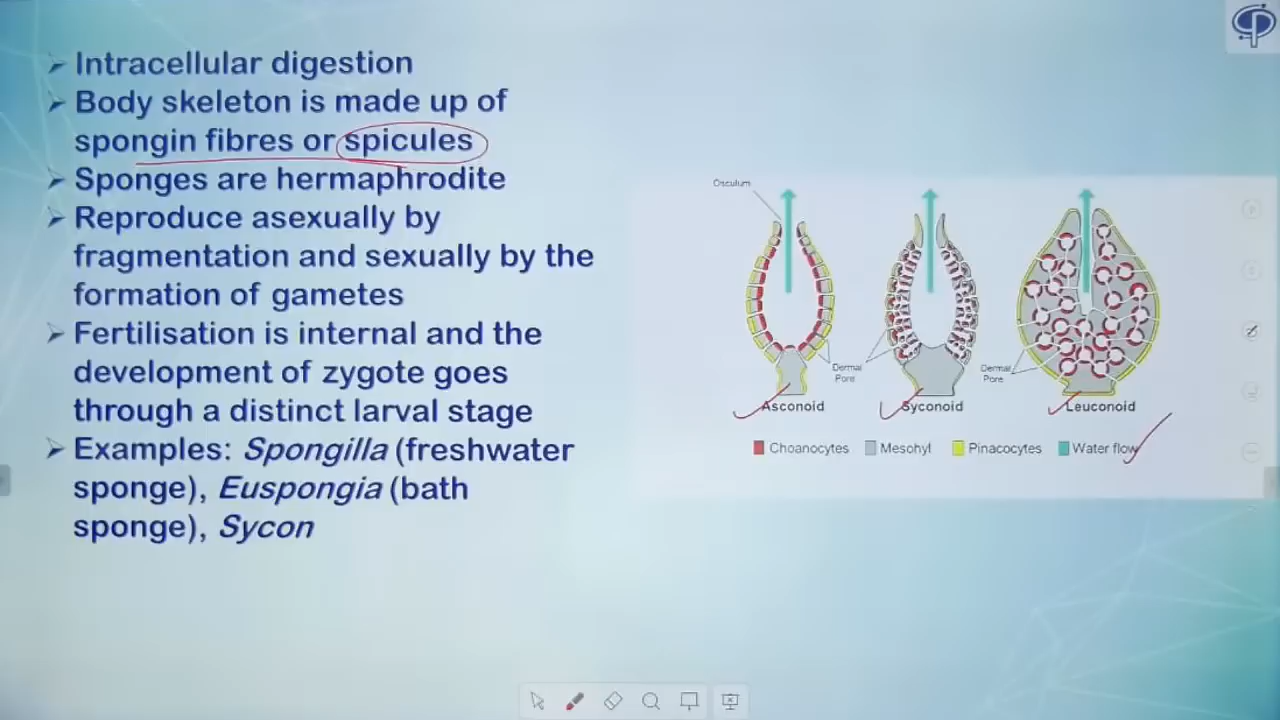 Intracellular digestion
Body skeleton is made up of
spongin fibres or spicules
Sponges are hermaphrodite
Reproduce asexually by
fragmentation and sexually by the
formation of gametes
Fertilisation is internal and the
development of zygote goes
through a distinct larval stage
Examples: Spongilla (freshwater
sponge), Euspongia (bath
sponge), Sycon
Osculum
Dermal
Pore
Dermal
Pore
Asconoid
Syconoid
Leuconoid
Choanocytes
Mesohyl
Pinacocytes
Water flow